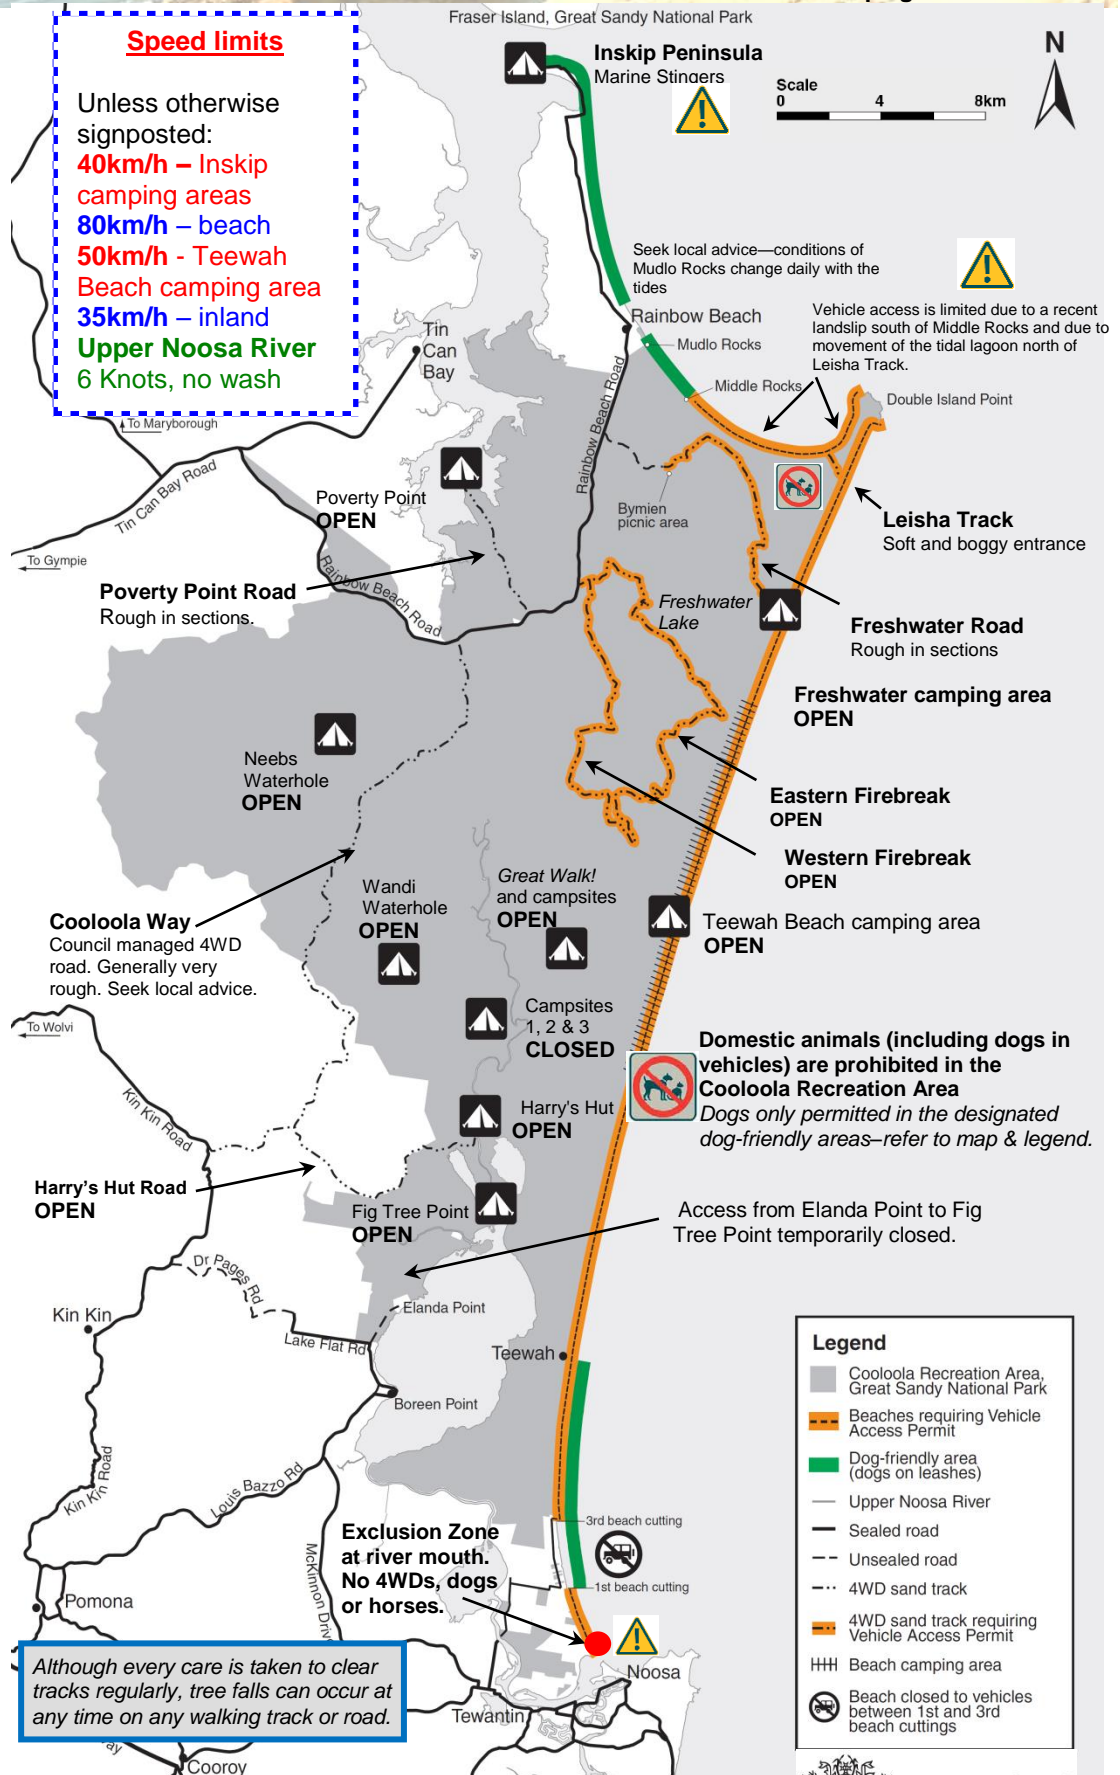 Fraser Island, Great Sandy National Park
Speed limits
Unless otherwise
signposted:
40km/h – Inskip
camping areas
80km/h – beach
50km/h - Teewah
Beach camping area
35km/h – inland
Upper Noosa River
6 Knots, no wash
Inskip Peninsula
Marine Stingers
Scale
0 4 8km
N
Seek local advice—conditions of
Mudlo Rocks change daily with the
tides
Vehicle access is limited due to a recent
landslip south of Middle Rocks and due to
movement of the tidal lagoon north of
Leisha Track.
Rainbow Beach
Mudlo Rocks
Middle Rocks
Double Island Point
Tin
Can
Bay
To Maryborough
Tin Can Bay Road
To Gympie
Rainbow Beach Road
Rainbow Beach Road
Poverty Point
OPEN
Poverty Point Road
Rough in sections.
Bymien
picnic area
Leisha Track
Soft and boggy entrance
Freshwater
Lake
Freshwater Road
Rough in sections
Freshwater camping area
OPEN
Neebs
Waterhole
OPEN
Eastern Firebreak
OPEN
Western Firebreak
OPEN
Cooloola Way
Council managed 4WD
road. Generally very
rough. Seek local advice.
Wandi
Waterhole
OPEN
Great Walk!
and campsites
OPEN
Teewah Beach camping area
OPEN
Campsites
1, 2 & 3
CLOSED
To Wolvi
Kin Kin Road
Domestic animals (including dogs in
vehicles) are prohibited in the
Cooloola Recreation Area
Dogs only permitted in the designated
dog-friendly areas–refer to map & legend.
Harry's Hut
OPEN
Harry's Hut Road
OPEN
Fig Tree Point
OPEN
Access from Elanda Point to Fig
Tree Point temporarily closed.
Dr Pages Rd
Elanda Point
Kin Kin
Lake Flat Rd
Teewah
Boreen Point
Kin Kin Road
Louis Bazzo Rd
McKinnon Drive
3rd beach cutting
1st beach cutting
Exclusion Zone
at river mouth.
No 4WDs, dogs
or horses.
Pomona
Noosa
Tewantin
Cooroy
Although every care is taken to clear
tracks regularly, tree falls can occur at
any time on any walking track or road.
Legend
Cooloola Recreation Area,
Great Sandy National Park
Beaches requiring Vehicle
Access Permit
Dog-friendly area
(dogs on leashes)
Upper Noosa River
Sealed road
Unsealed road
4WD sand track
4WD sand track requiring
Vehicle Access Permit
Beach camping area
Beach closed to vehicles
between 1st and 3rd
beach cuttings